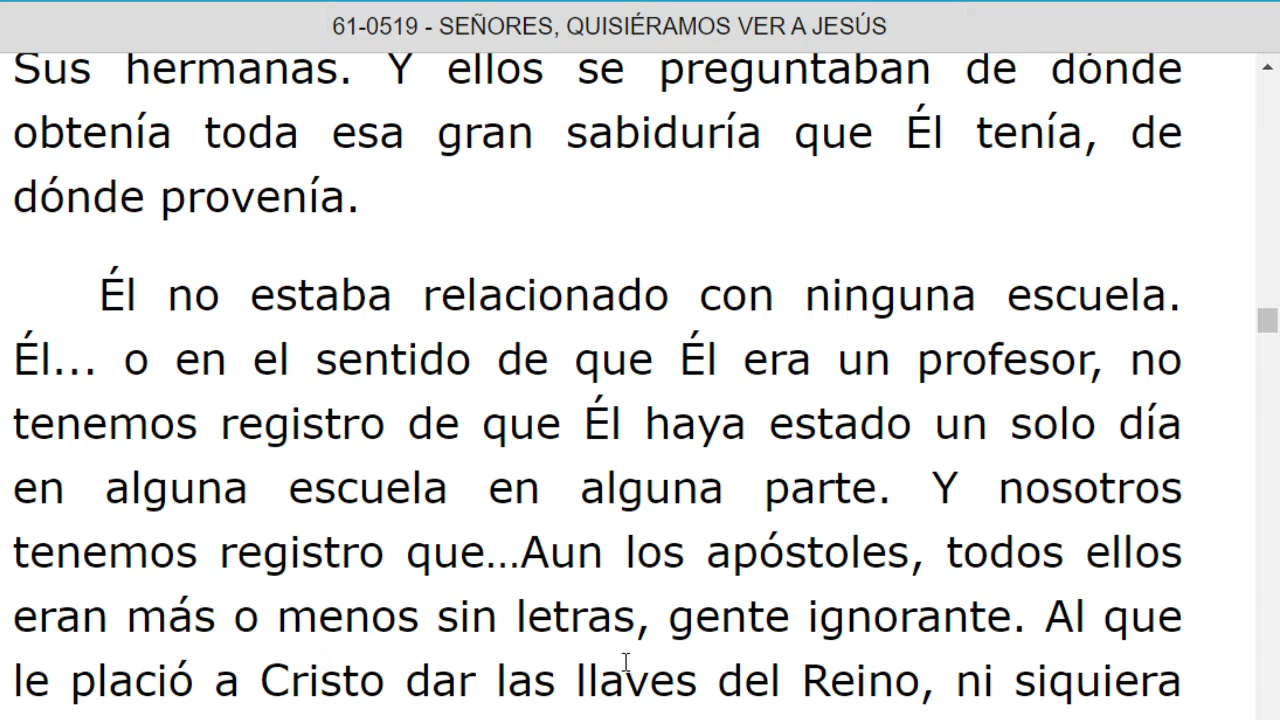 61-0519 - SEÑORES, QUISIÉRAMOS VER A JESÚS
Sus hermanas. Y ellos se preguntaban de dónde
obtenía toda esa gran sabiduría que Él tenía, de
dónde provenía.
Él no estaba relacionado con ninguna escuela.
Él... o en el sentido de que Él era un profesor, no
tenemos registro de que Él haya estado un solo día
en alguna escuela en alguna parte. Y nosotros
tenemos registro que...Aun los apóstoles, todos ellos
eran más o menos sin letras, gente ignorante. Al que
le plació a Cristo dar las llaves del Reino, ni siquiera